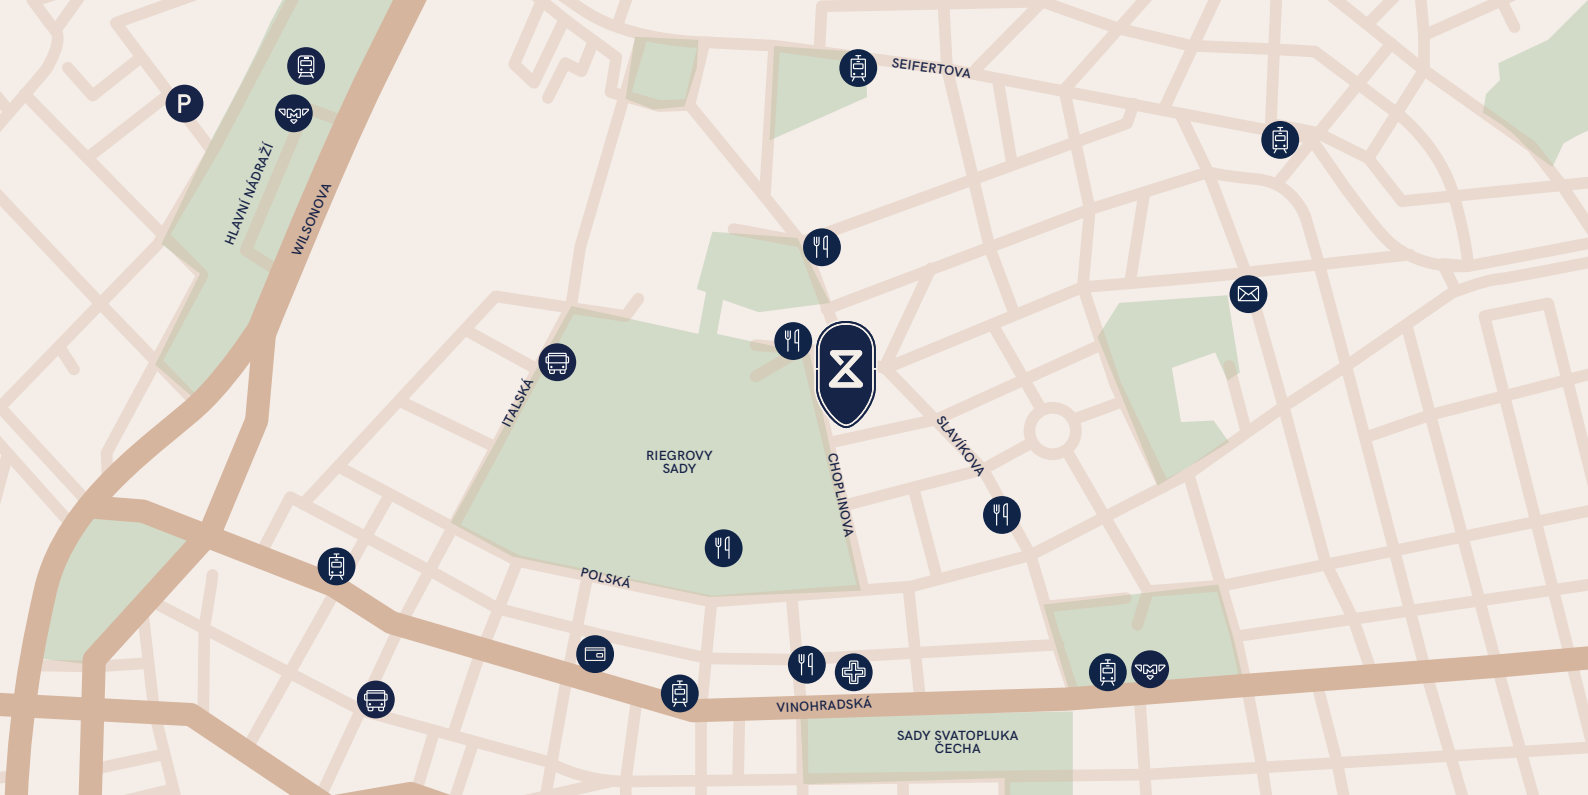 SEIFERTOVA
P
HLAVNÍ NÁDRAŽÍ
WILSONOVA
ITALSKÁ
RIEGROVY
SADY
SLAVÍKOVA
CHOPLINOVA
POLSKÁ
VINOHRADSKÁ
SADY SVATOPLUKA
ČECHA